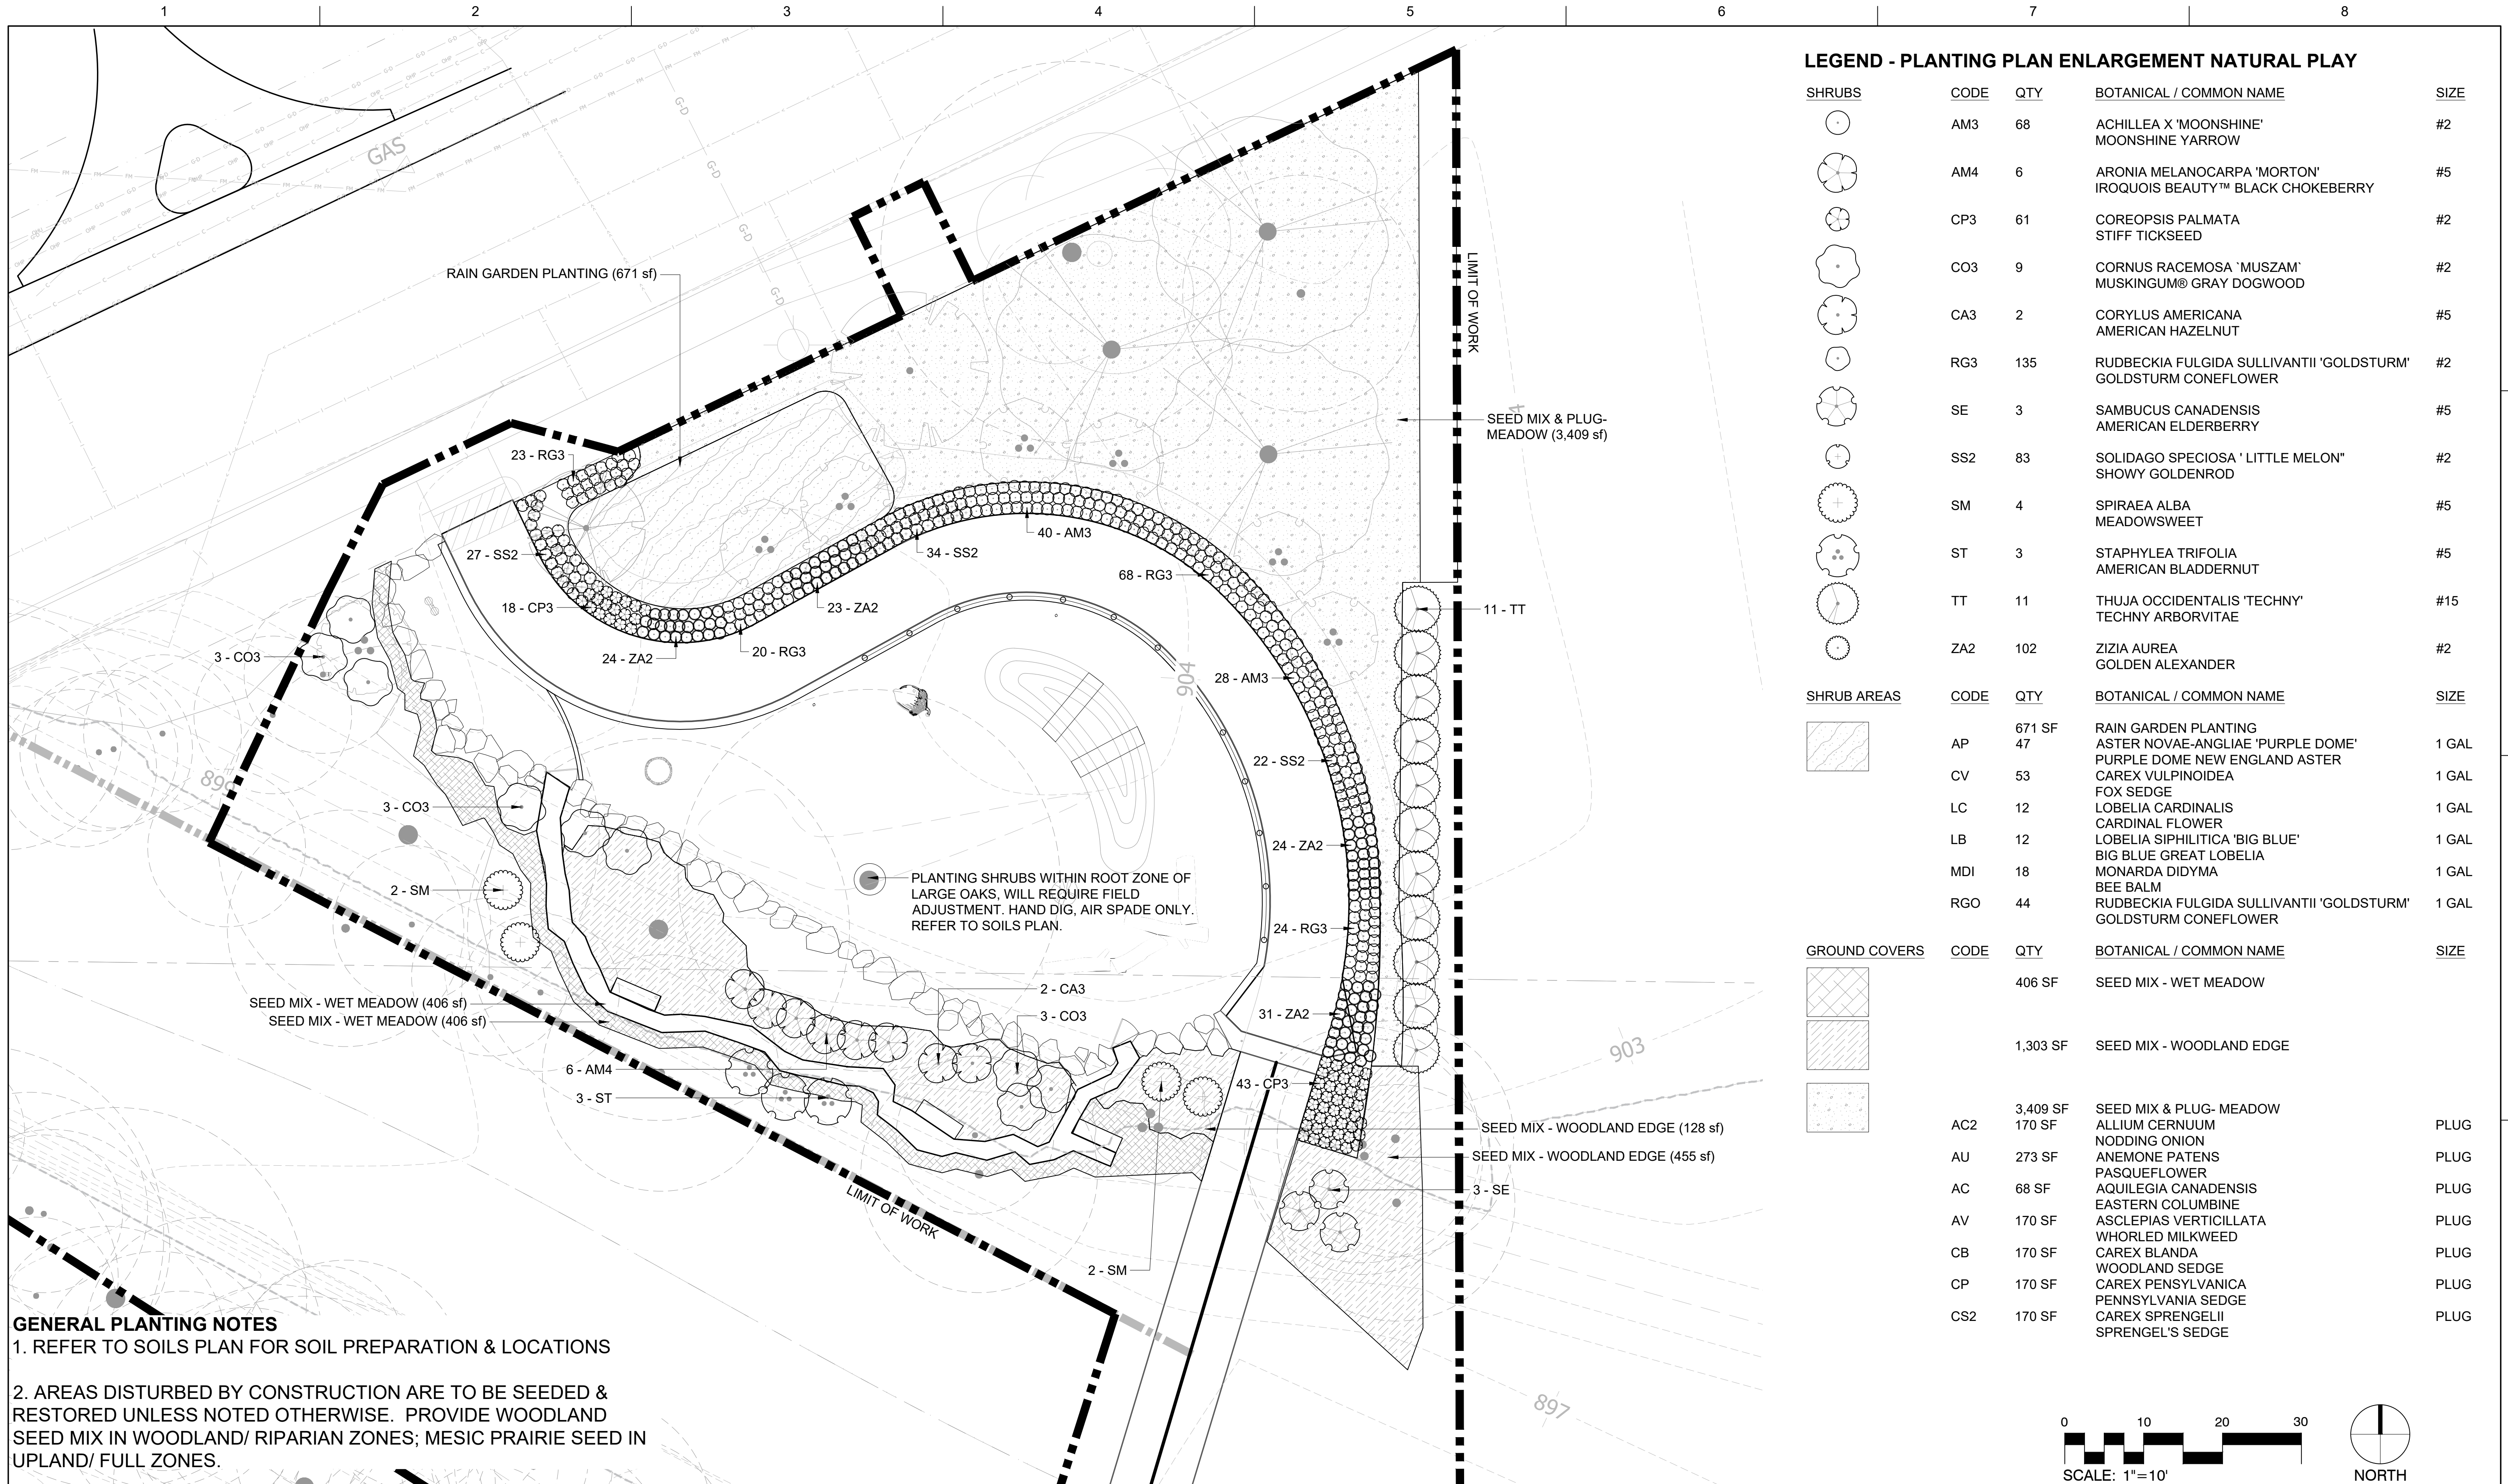 1 2 3 4 5 6 7 8
GAS
G-D
G-D
G-D
G-D
RAIN GARDEN PLANTING (671 sf)
LIMIT OF WORK
SEED MIX & PLUG-
MEADOW (3,409 sf)
23 - RG3
27 - SS2
34 - SS2
40 - AM3
68 - RG3
18 - CP3
23 - ZA2
11 - TT
3 - CO3
24 - ZA2
20 - RG3
904
28 - AM3
22 - SS2
3 - CO3
24 - ZA2
2 - SM
PLANTING SHRUBS WITHIN ROOT ZONE OF
LARGE OAKS, WILL REQUIRE FIELD
ADJUSTMENT. HAND DIG, AIR SPADE ONLY.
REFER TO SOILS PLAN.
24 - RG3
2 - CA3
SEED MIX - WET MEADOW (406 sf)
SEED MIX - WET MEADOW (406 sf)
3 - CO3
31 - ZA2
903
6 - AM4
43 - CP3
3 - ST
SEED MIX - WOODLAND EDGE (128 sf)
SEED MIX - WOODLAND EDGE (455 sf)
3 - SE
LIMIT OF WORK
2 - SM
897
GENERAL PLANTING NOTES
1. REFER TO SOILS PLAN FOR SOIL PREPARATION & LOCATIONS
2. AREAS DISTURBED BY CONSTRUCTION ARE TO BE SEEDED &
RESTORED UNLESS NOTED OTHERWISE. PROVIDE WOODLAND
SEED MIX IN WOODLAND/ RIPARIAN ZONES; MESIC PRAIRIE SEED IN
UPLAND/ FULL ZONES.
LEGEND - PLANTING PLAN ENLARGEMENT NATURAL PLAY
SHRUBS CODE QTY BOTANICAL / COMMON NAME SIZE
AM3 68 ACHILLEA X 'MOONSHINE' #2
MOONSHINE YARROW
AM4 6 ARONIA MELANOCARPA 'MORTON' #5
IROQUOIS BEAUTY™ BLACK CHOKEBERRY
CP3 61 COREOPSIS PALMATA #2
STIFF TICKSEED
CO3 9 CORNUS RACEMOSA `MUSZAM` #2
MUSKINGUM® GRAY DOGWOOD
CA3 2 CORYLUS AMERICANA #5
AMERICAN HAZELNUT
RG3 135 RUDBECKIA FULGIDA SULLIVANTII 'GOLDSTURM' #2
GOLDSTURM CONEFLOWER
SE 3 SAMBUCUS CANADENSIS #5
AMERICAN ELDERBERRY
SS2 83 SOLIDAGO SPECIOSA ' LITTLE MELON" #2
SHOWY GOLDENROD
SM 4 SPIRAEA ALBA #5
MEADOWSWEET
ST 3 STAPHYLEA TRIFOLIA #5
AMERICAN BLADDERNUT
TT 11 THUJA OCCIDENTALIS 'TECHNY' #15
TECHNY ARBORVITAE
ZA2 102 ZIZIA AUREA #2
GOLDEN ALEXANDER
SHRUB AREAS CODE QTY BOTANICAL / COMMON NAME SIZE
671 SF RAIN GARDEN PLANTING
AP 47 ASTER NOVAE-ANGLIAE 'PURPLE DOME' 1 GAL
PURPLE DOME NEW ENGLAND ASTER
CV 53 CAREX VULPINOIDEA 1 GAL
FOX SEDGE
LC 12 LOBELIA CARDINALIS 1 GAL
CARDINAL FLOWER
LB 12 LOBELIA SIPHILITICA 'BIG BLUE' 1 GAL
BIG BLUE GREAT LOBELIA
MDI 18 MONARDA DIDYMA 1 GAL
BEE BALM
RGO 44 RUDBECKIA FULGIDA SULLIVANTII 'GOLDSTURM' 1 GAL
GOLDSTURM CONEFLOWER
GROUND COVERS CODE QTY BOTANICAL / COMMON NAME SIZE
406 SF SEED MIX - WET MEADOW
1,303 SF SEED MIX - WOODLAND EDGE
3,409 SF SEED MIX & PLUG- MEADOW
AC2 170 SF ALLIUM CERNUUM PLUG
NODDING ONION
AU 273 SF ANEMONE PATENS PLUG
PASQUEFLOWER
AC 68 SF AQUILEGIA CANADENSIS PLUG
EASTERN COLUMBINE
AV 170 SF ASCLEPIAS VERTICILLATA PLUG
WHORLED MILKWEED
CB 170 SF CAREX BLANDA PLUG
WOODLAND SEDGE
CP 170 SF CAREX PENSYLVANICA PLUG
PENNSYLVANIA SEDGE
CS2 170 SF CAREX SPRENGELII PLUG
SPRENGEL'S SEDGE
0 10 20 30
SCALE: 1"=10'
NORTH